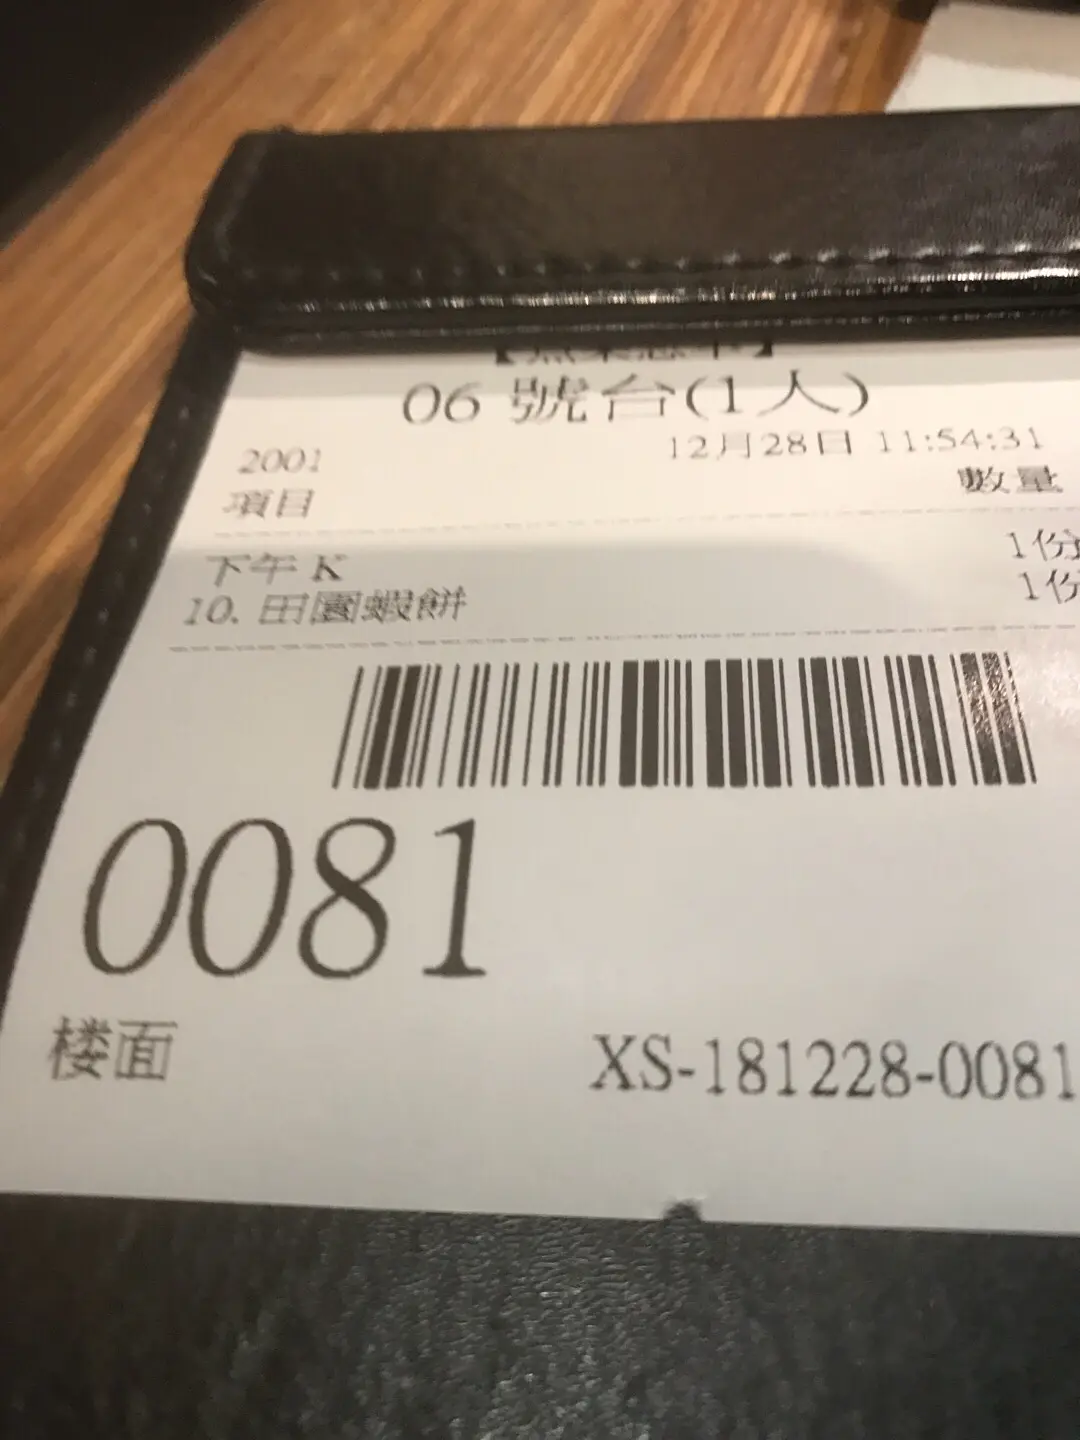 06 號台(1人)
2001 12月28日 11:54:31
項目 數量
下午 K 1份
10. 田園蝦餅 1份
0081
楼面 XS-181228-0081